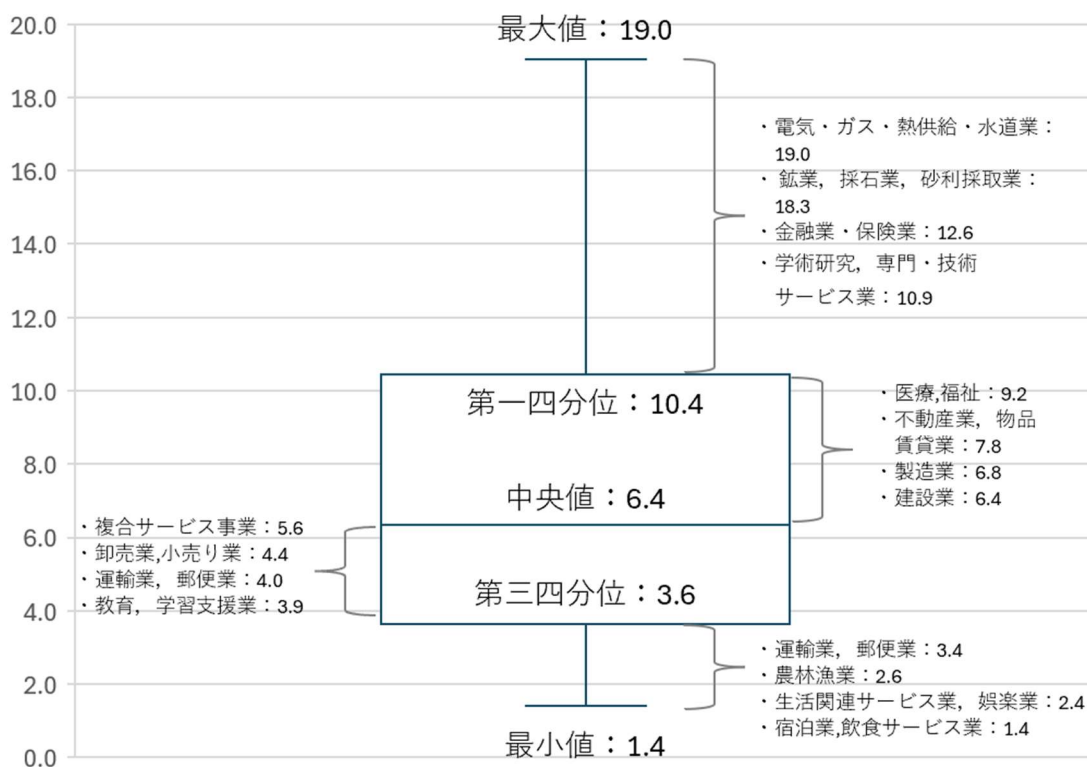 20.0
18.0
16.0
14.0
12.0
10.0
8.0
6.0
4.0
2.0
0.0
最大値：19.0
・電気・ガス・熱供給・水道業：
19.0
・ 鉱業，採石業，砂利採取業：
18.3
・金融業・保険業：12.6
・学術研究，専門・技術
サービス業：10.9
第一四分位：10.4
・医療,福祉：9.2
・不動産業，物品
賃貸業：7.8
・製造業：6.8
・建設業：6.4
中央値：6.4
・複合サービス事業：5.6
・卸売業,小売り業：4.4
・運輸業，郵便業：4.0
・教育，学習支援業：3.9
第三四分位：3.6
・運輸業，郵便業：3.4
・農林漁業：2.6
・生活関連サービス業，娯楽業：2.4
・宿泊業,飲食サービス業：1.4
最小値：1.4